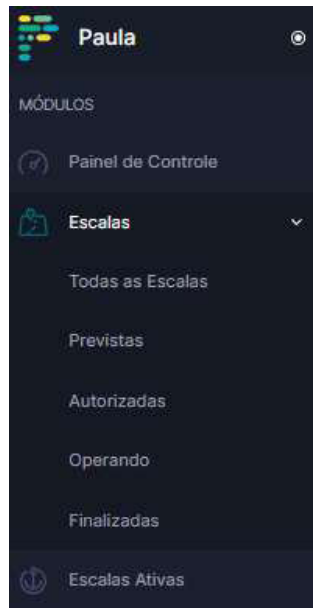 Paula
MÓDULOS
Painel de Controle
Escalas
Todas as Escalas
Previstas
Autorizadas
Operando
Finalizadas
Escalas Ativas